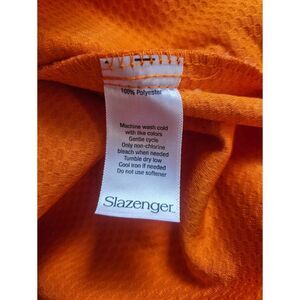 100% Polyester
Machine wash cold
with like colors
Gentle cycle
Only non-chlorine
bleach when needed
Tumble dry low
Cool iron if needed
Do not use softener
Slazenger